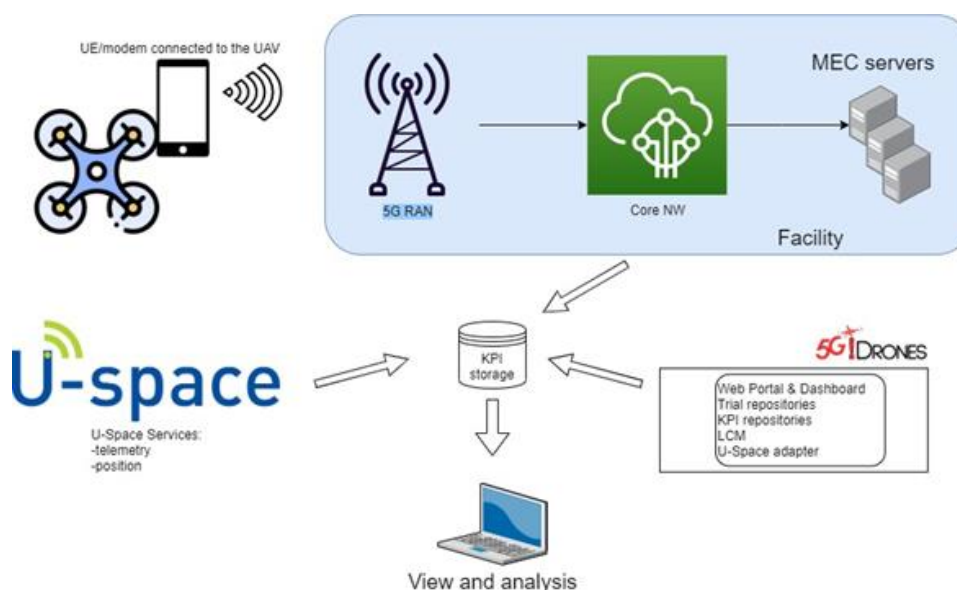 UE/modem connected to the UAV
MEC servers
5G RAN
Core NW
Facility
U-space
U-Space Services:
-telemetry
-position
KPI
storage
5G!DRONES
Web Portal & Dashboard
Trial repositories
KPI repositories
LCM
U-Space adapter
View and analysis